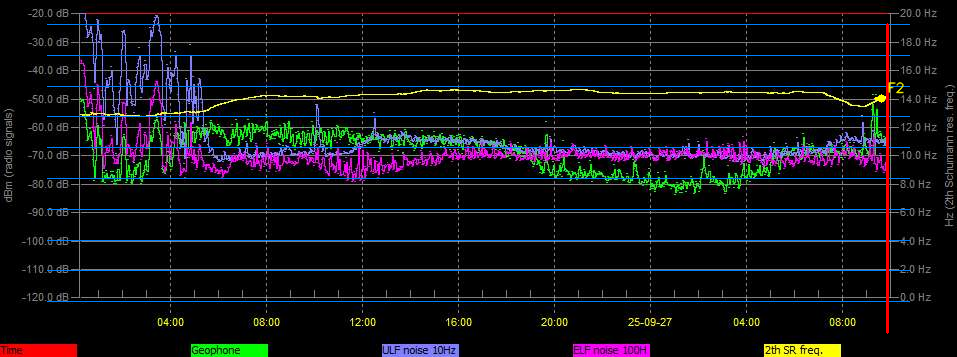 -20.0 dB
-30.0 dB
-40.0 dB
-50.0 dB
-60.0 dB
-70.0 dB
-80.0 dB
-90.0 dB
-100.0 dB
-110.0 dB
-120.0 dB
dBm (radio signals)
20.0 Hz
18.0 Hz
16.0 Hz
14.0 Hz
12.0 Hz
10.0 Hz
8.0 Hz
6.0 Hz
4.0 Hz
2.0 Hz
0.0 Hz
Hz (2th Schumann res. freq.)
F2
04:00 08:00 12:00 16:00 20:00 25-09-27 04:00 08:00
Time Geophone ULF noise 10Hz ELF noise 100H 2th SR freq.